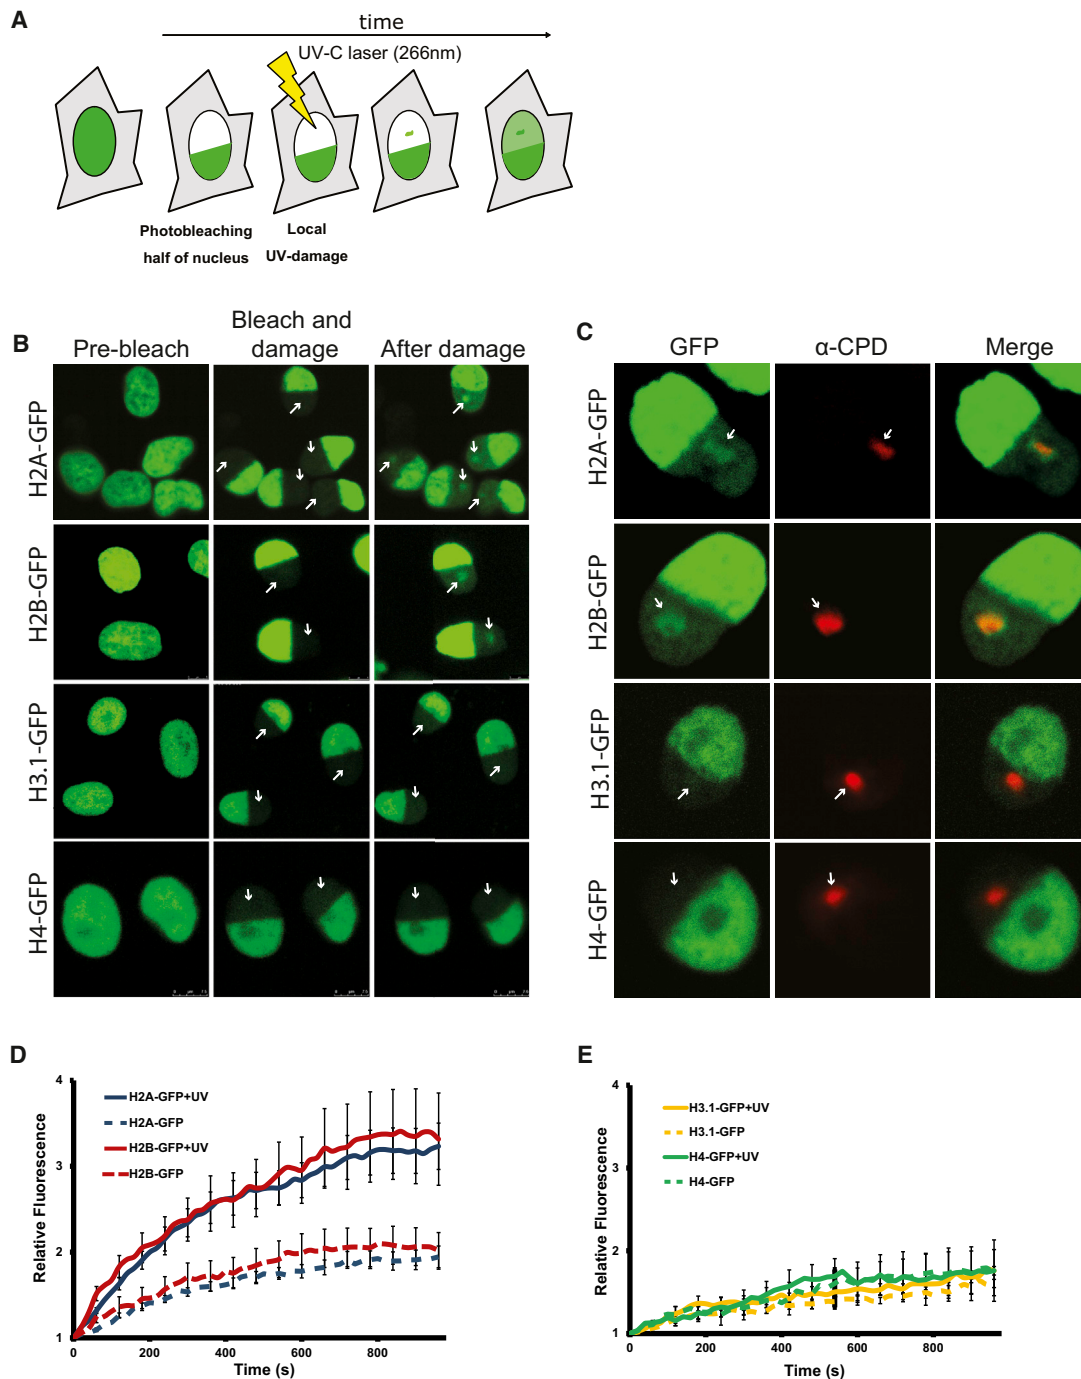 A
time
UV-C laser (266nm)
Photobleaching
half of nucleus
Local
UV-damage
B
Pre-bleach
Bleach and
damage
After damage
H2A-GFP
H2B-GFP
H3.1-GFP
H4-GFP
C
GFP
α-CPD
Merge
H2A-GFP
H2B-GFP
H3.1-GFP
H4-GFP
D
Relative Fluorescence
4
3
2
1
H2A-GFP+UV
H2A-GFP
H2B-GFP+UV
H2B-GFP
0 200 400 600 800
Time (s)
E
Relative Fluorescence
4
3
2
1
H3.1-GFP+UV
H3.1-GFP
H4-GFP+UV
H4-GFP
0 200 400 600 800
Time (s)